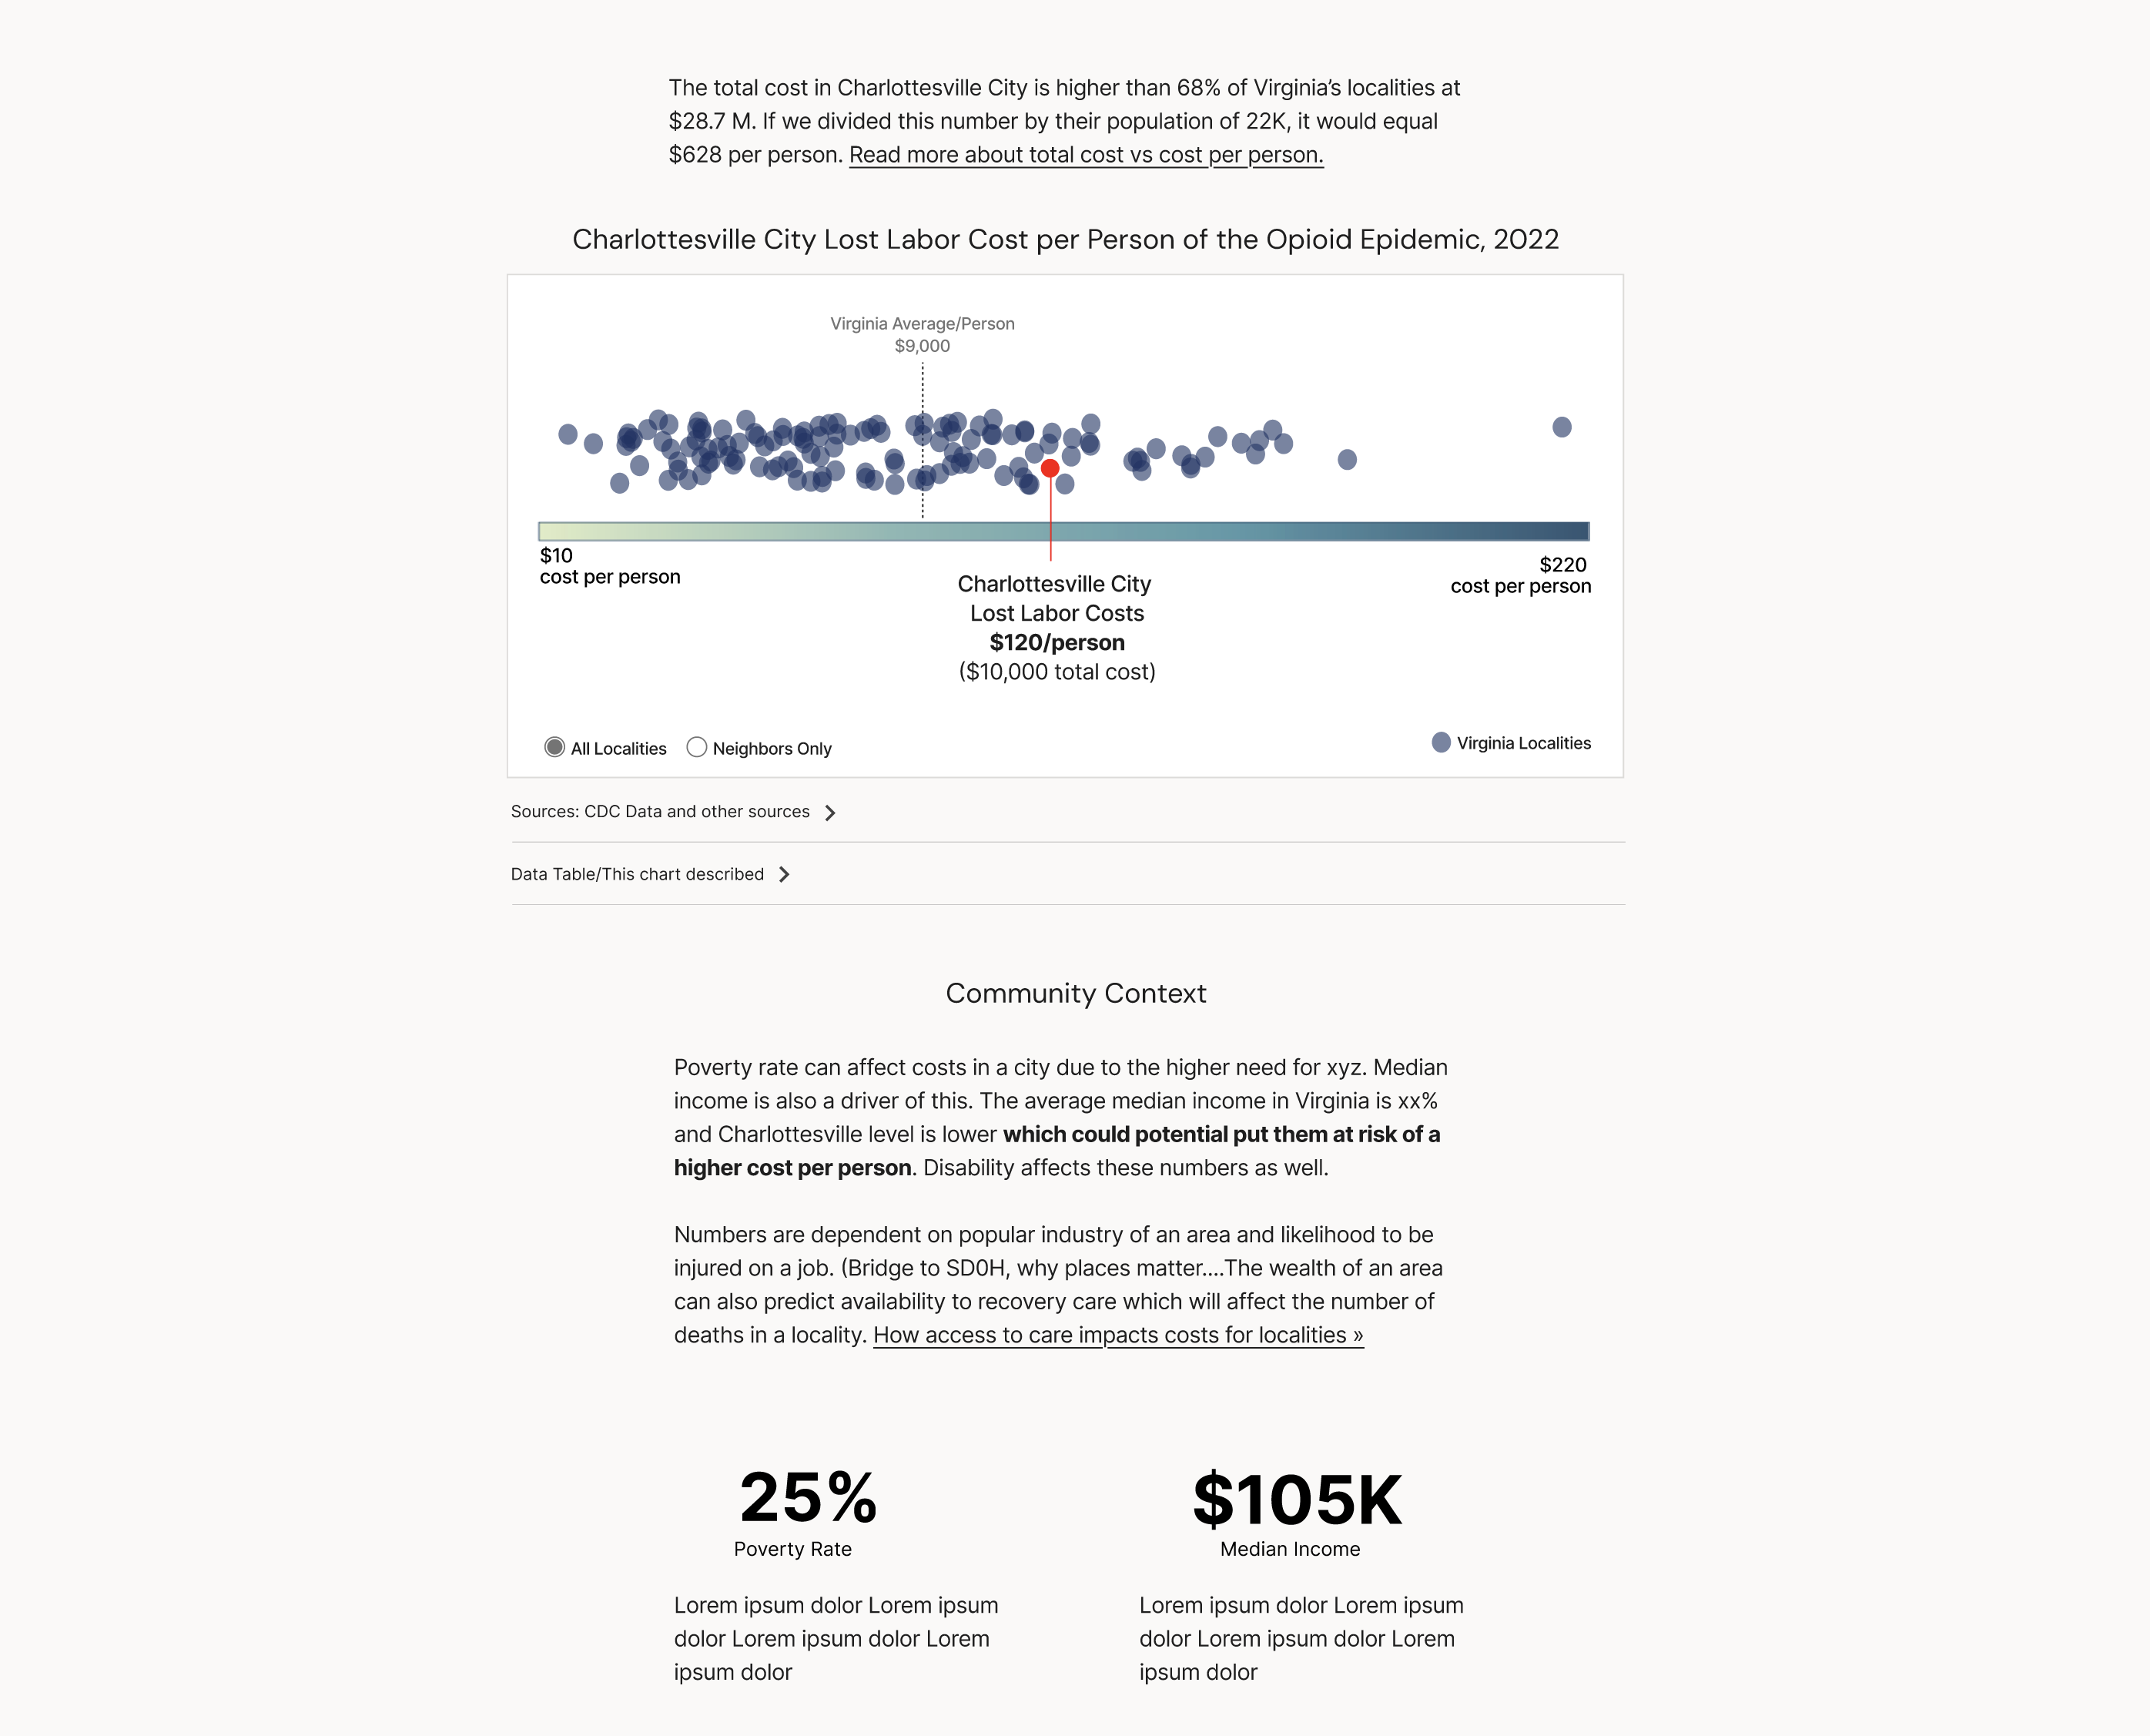 The total cost in Charlottesville City is higher than 68% of Virginia’s localities at
$28.7 M. If we divided this number by their population of 22K, it would equal
$628 per person. Read more about total cost vs cost per person.
Charlottesville City Lost Labor Cost per Person of the Opioid Epidemic, 2022
Virginia Average/Person
$9,000
$10
cost per person
$220
cost per person
Charlottesville City
Lost Labor Costs
$120/person
($10,000 total cost)
All Localities
Neighbors Only
Virginia Localities
Sources: CDC Data and other sources
Data Table/This chart described
Community Context
Poverty rate can affect costs in a city due to the higher need for xyz. Median
income is also a driver of this. The average median income in Virginia is xx%
and Charlottesville level is lower which could potential put them at risk of a
higher cost per person. Disability affects these numbers as well.
Numbers are dependent on popular industry of an area and likelihood to be
injured on a job. (Bridge to SD0H, why places matter....The wealth of an area
can also predict availability to recovery care which will affect the number of
deaths in a locality. How access to care impacts costs for localities »
25%
Poverty Rate
Lorem ipsum dolor Lorem ipsum
dolor Lorem ipsum dolor Lorem
ipsum dolor
$105K
Median Income
Lorem ipsum dolor Lorem ipsum
dolor Lorem ipsum dolor Lorem
ipsum dolor